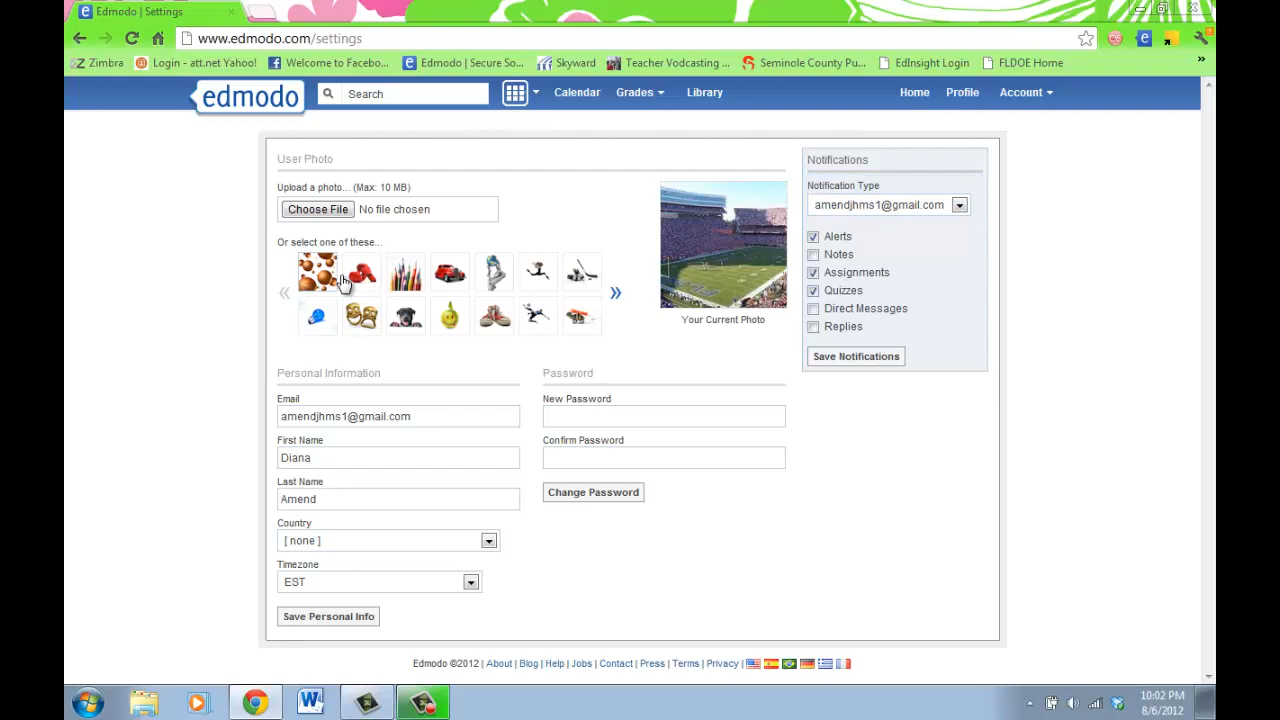 Edmodo | Settings
www.edmodo.com/settings
Zimbra Login - att.net Yahoo! Welcome to Facebo... Edmodo | Secure So... Skyward Teacher Vodcasting ... Seminole County Pu... EdInsight Login FLDOE Home »
edmodo Search Calendar Grades Library Home Profile Account
User Photo
Upload a photo... (Max: 10 MB)
Choose File No file chosen
Or select one of these...
« »
Your Current Photo
Notifications
Notification Type
amendjhms1@gmail.com
Alerts
Notes
Assignments
Quizzes
Direct Messages
Replies
Save Notifications
Personal Information
Email
amendjhms1@gmail.com
First Name
Diana
Last Name
Amend
Country
[ none ]
Timezone
EST
Save Personal Info
Password
New Password
Confirm Password
Change Password
Edmodo ©2012 | About | Blog | Help | Jobs | Contact | Press | Terms | Privacy |
10:02 PM
8/6/2012